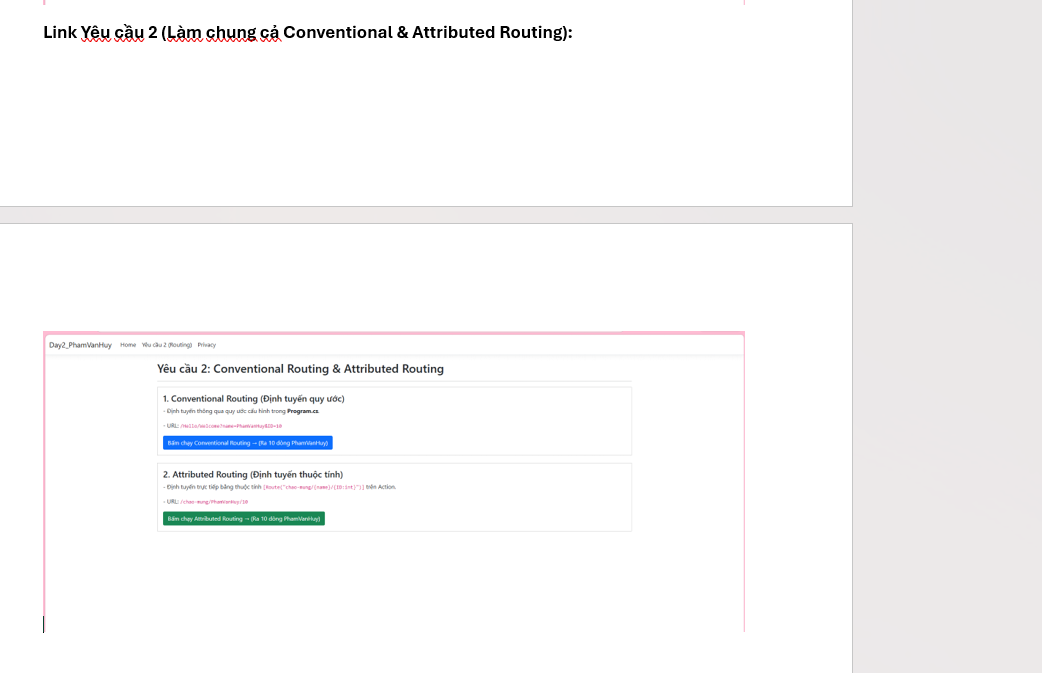 Link Yêu cầu 2 (Làm chung cả Conventional & Attributed Routing):
Day2_PhamVanHuy Home Yêu cầu 2 (Routing) Privacy
Yêu cầu 2: Conventional Routing & Attributed Routing
1. Conventional Routing (Định tuyến quy ước)
- Định tuyến thông qua quy ước cấu hình trong Program.cs.
- URL: /Hello/Welcome?name=PhamVanHuy&ID=10
Bấm chạy Conventional Routing → (Ra 10 dòng PhamVanHuy)
2. Attributed Routing (Định tuyến thuộc tính)
- Định tuyến trực tiếp bằng thuộc tính [Route("chao-mung/{name}/{ID:int}")] trên Action.
- URL: /chao-mung/PhamVanHuy/10
Bấm chạy Attributed Routing → (Ra 10 dòng PhamVanHuy)